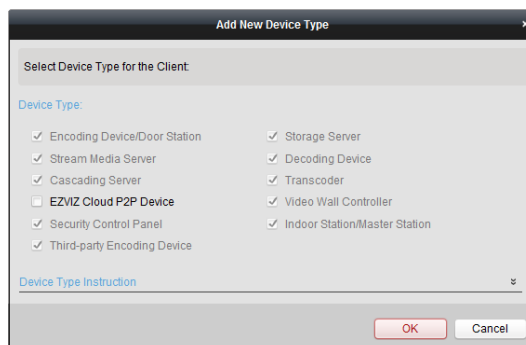 Add New Device Type
Select Device Type for the Client:
Device Type:
Encoding Device/Door Station
Storage Server
Stream Media Server
Decoding Device
Cascading Server
Transcoder
EZVIZ Cloud P2P Device
Video Wall Controller
Security Control Panel
Indoor Station/Master Station
Third-party Encoding Device
Device Type Instruction
OK
Cancel